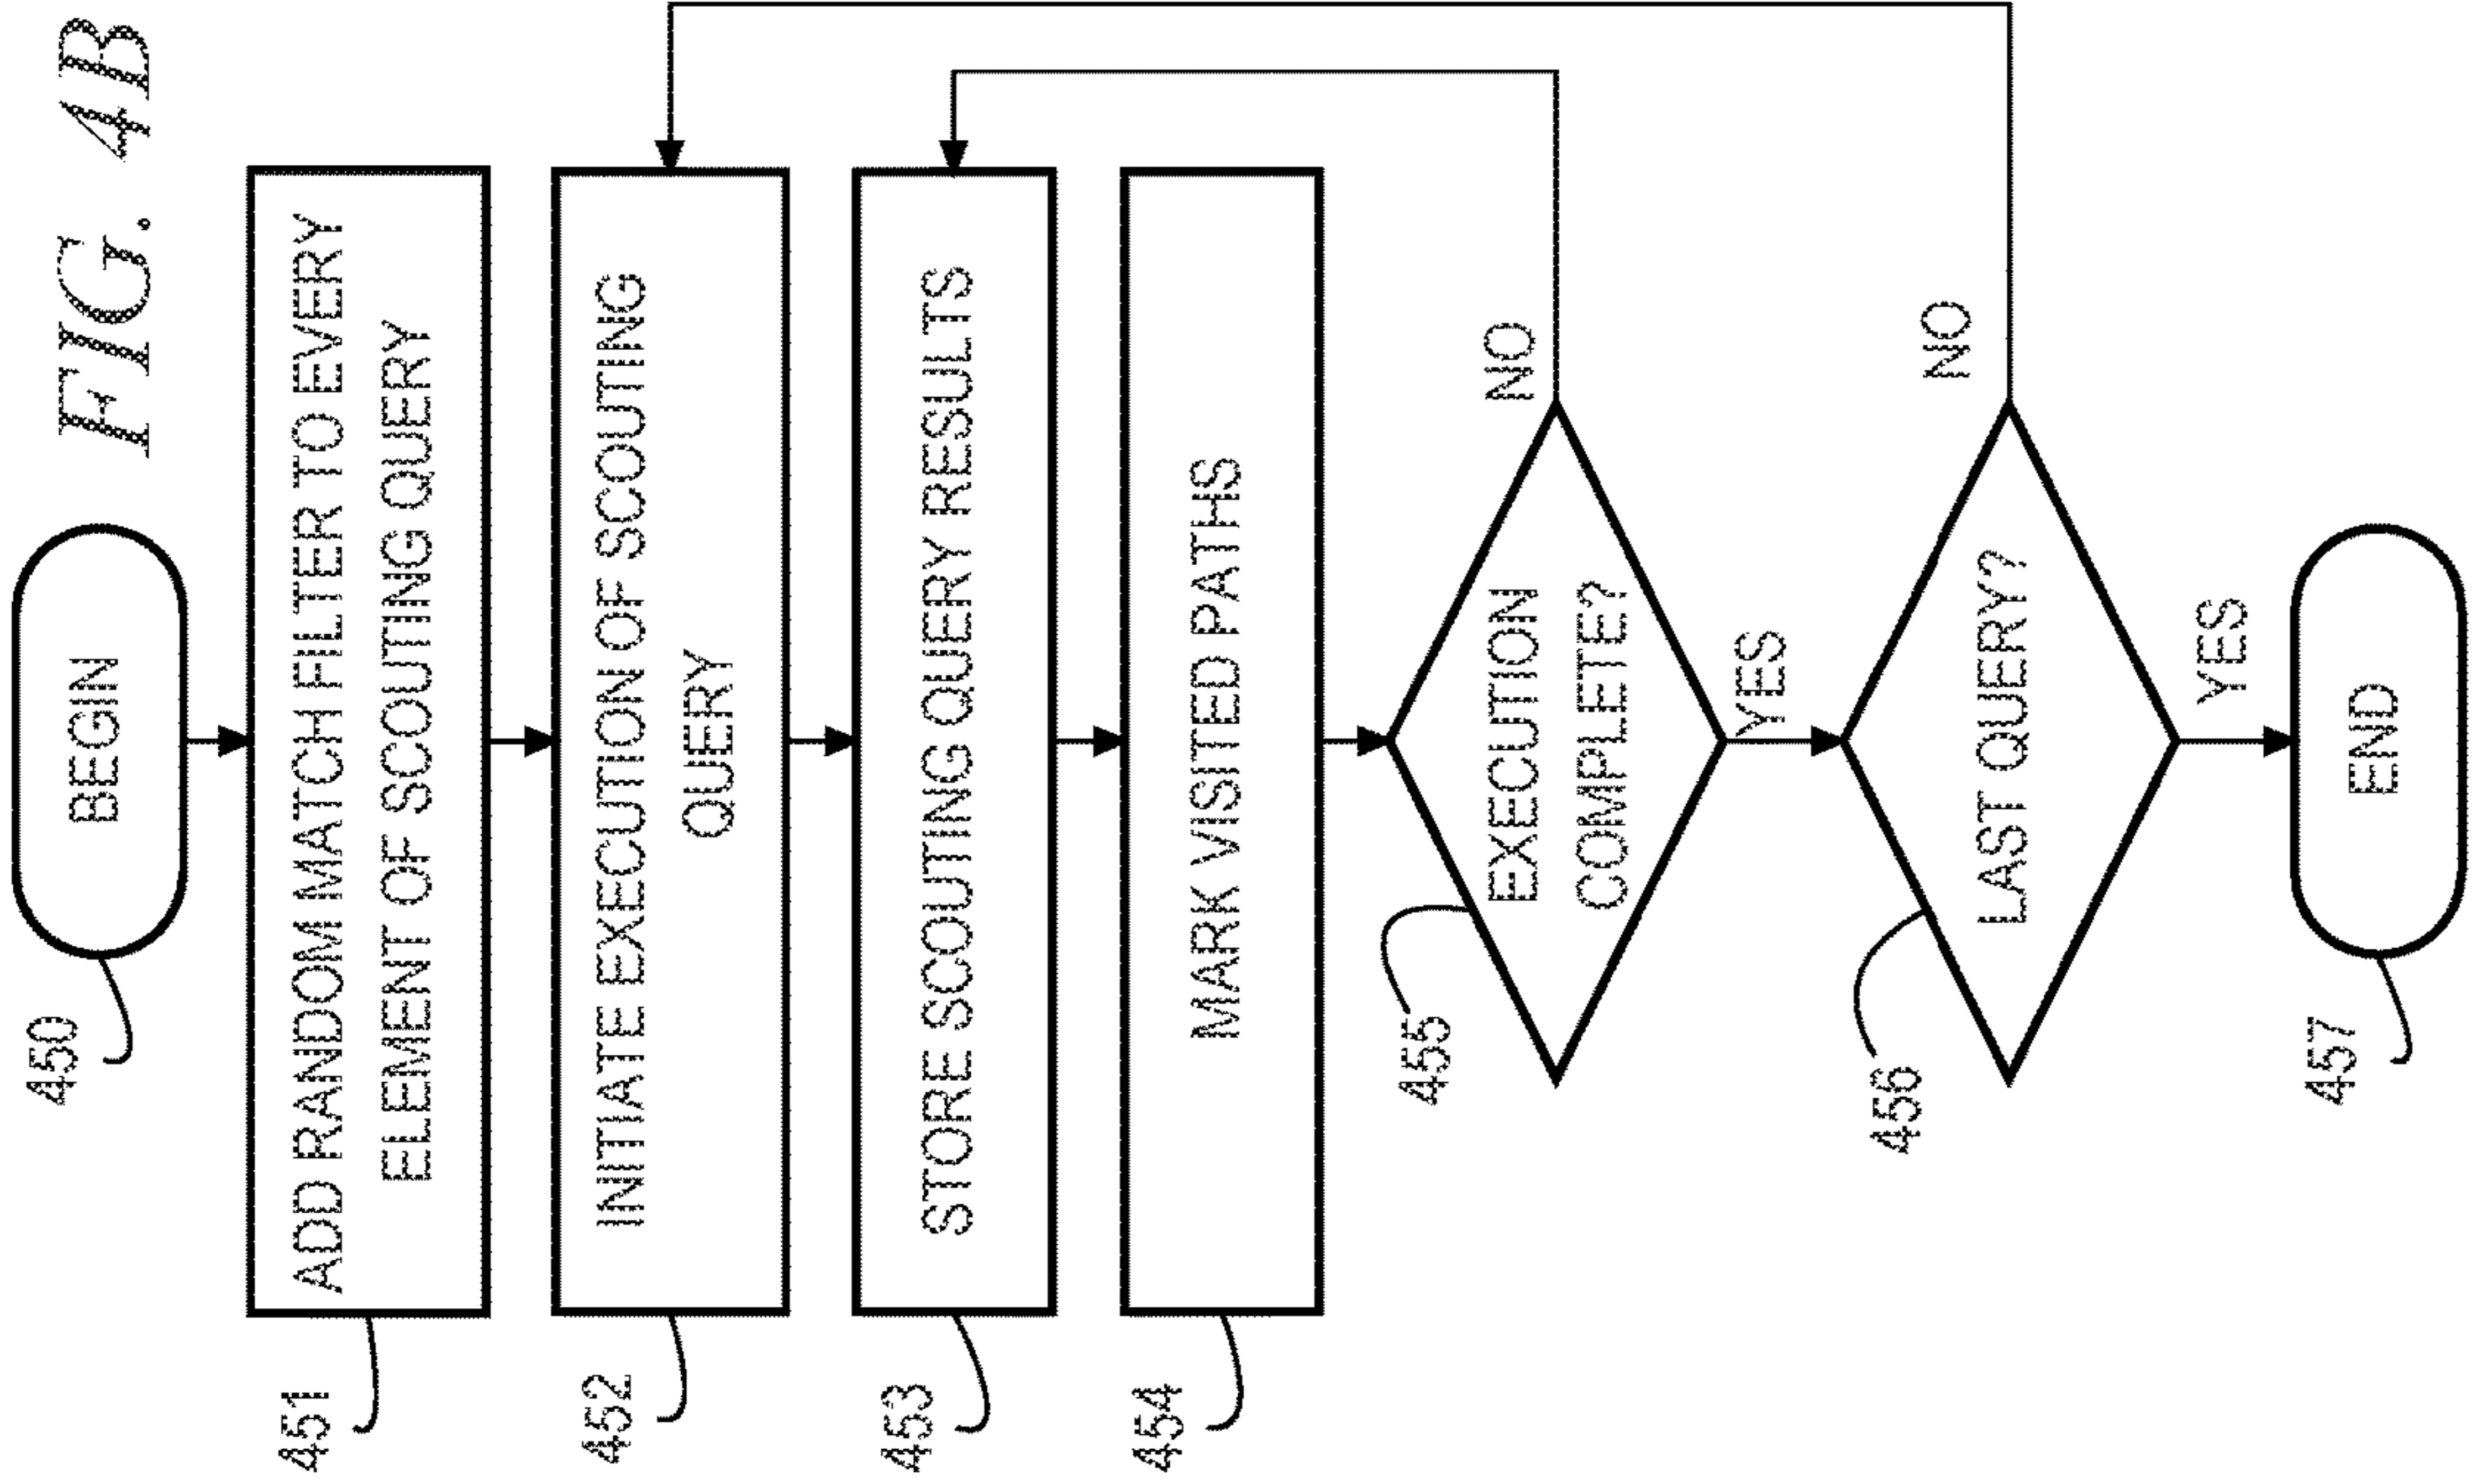 FIG. 4B
BEGIN
450
ADD RANDOM MATCH FILTER TO EVERY
ELEMENT OF SCOUTING QUERY
451
INITIATE EXECUTION OF SCOUTING
QUERY
452
STORE SCOUTING QUERY RESULTS
453
MARK VISITED PATHS
454
EXECUTION
COMPLETE?
NO
455
YES
LAST QUERY?
NO
456
YES
END
457